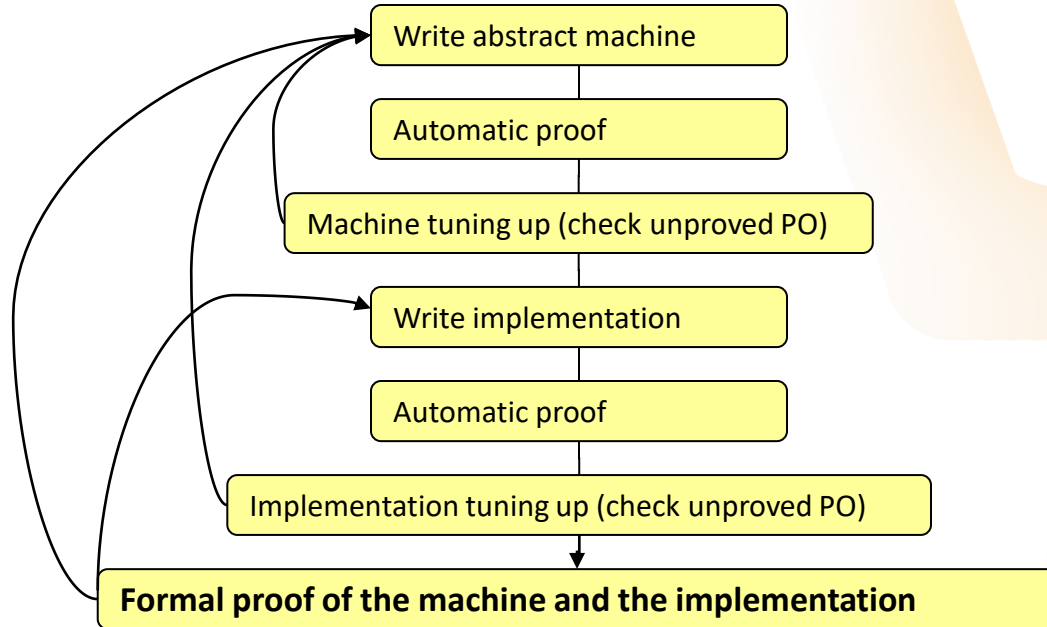 Write abstract machine
Automatic proof
Machine tuning up (check unproved PO)
Write implementation
Automatic proof
Implementation tuning up (check unproved PO)
Formal proof of the machine and the implementation